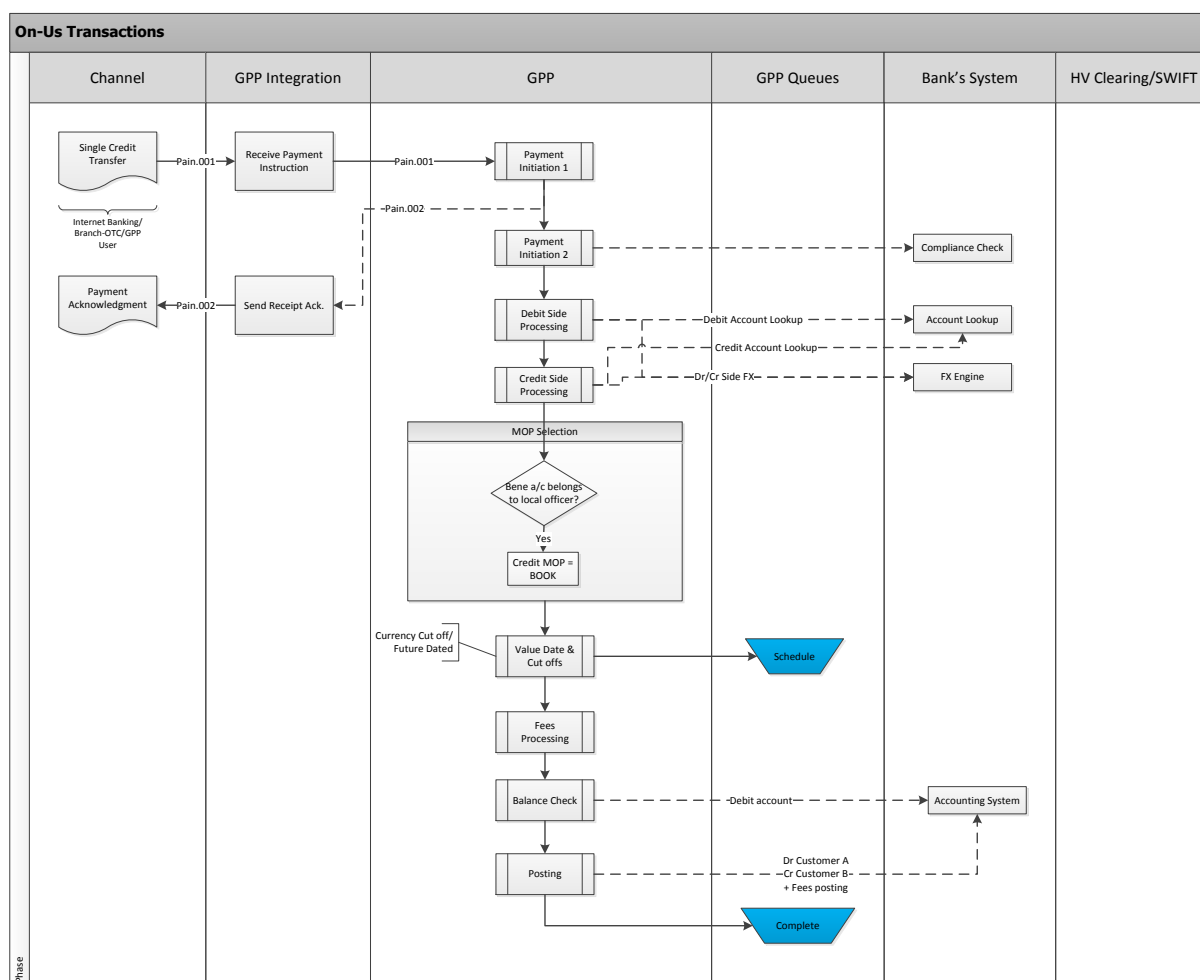 On-Us Transactions
Channel
GPP Integration
GPP
GPP Queues
Bank's System
HV Clearing/SWIFT
Single Credit
Transfer
Pain.001
Receive Payment
Instruction
Pain.001
Payment
Initiation 1
Internet Banking/
Branch-OTC/GPP
User
Pain.002
Payment
Initiation 2
Compliance Check
Payment
Acknowledgment
Pain.002
Send Receipt Ack.
Debit Side
Processing
Debit Account Lookup
Account Lookup
Credit Account Lookup
Credit Side
Processing
Dr/Cr Side FX
FX Engine
MOP Selection
Bene a/c belongs
to local officer?
Yes
Credit MOP =
BOOK
Currency Cut off/
Future Dated
Value Date &
Cut offs
Schedule
Fees
Processing
Balance Check
Debit account
Accounting System
Posting
Dr Customer A
Cr Customer B
+ Fees posting
Complete
Phase